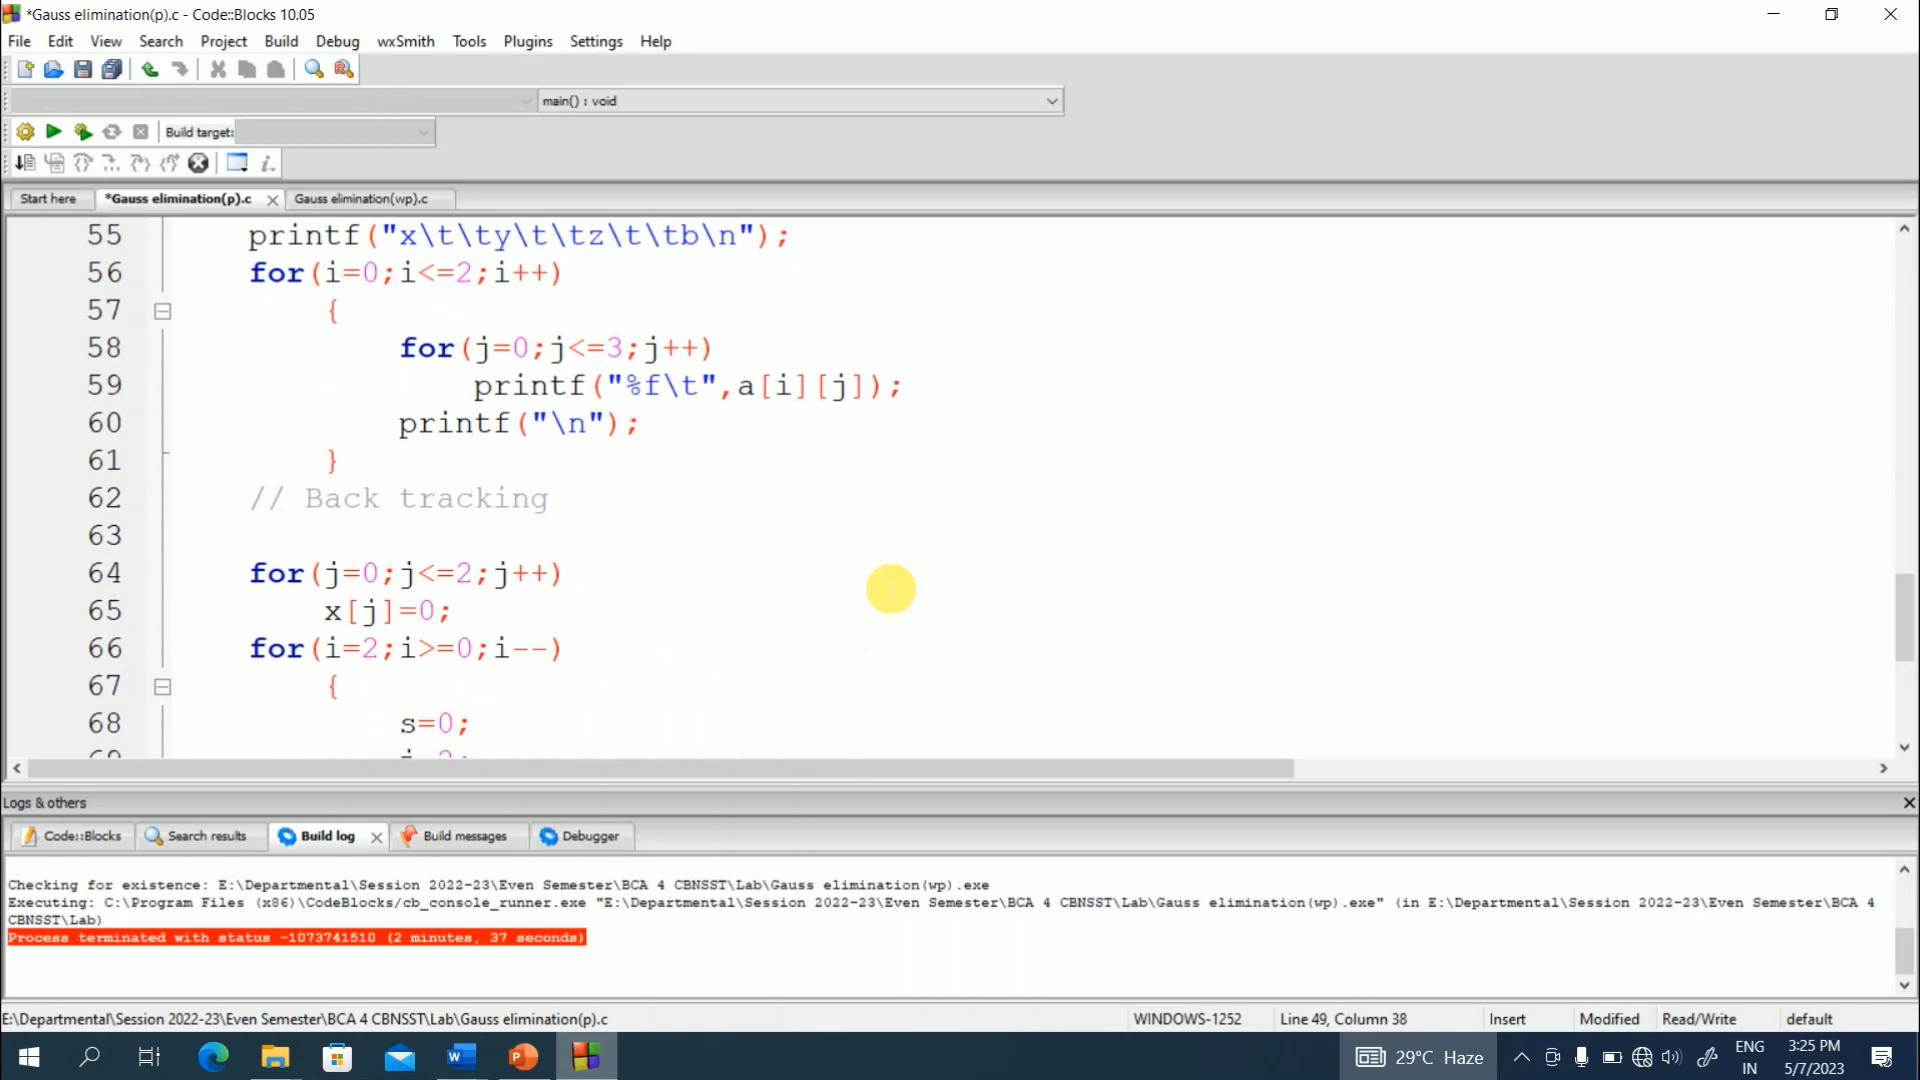 *Gauss elimination(p).c - Code::Blocks 10.05
File Edit View Search Project Build Debug wxSmith Tools Plugins Settings Help
main() : void
Build target:
Start here *Gauss elimination(p).c Gauss elimination(wp).c
55 printf("x\t\ty\t\tz\t\tb\n");
56 for(i=0;i<=2;i++)
57 {
58 for(j=0;j<=3;j++)
59 printf("%f\t",a[i][j]);
60 printf("\n");
61 }
62 // Back tracking
63
64 for(j=0;j<=2;j++)
65 x[j]=0;
66 for(i=2;i>=0;i--)
67 {
68 s=0;
Logs & others
Code::Blocks Search results Build log Build messages Debugger
Checking for existence: E:\Departmental\Session 2022-23\Even Semester\BCA 4 CBNSST\Lab\Gauss elimination(wp).exe
Executing: C:\Program Files (x86)\CodeBlocks/cb_console_runner.exe "E:\Departmental\Session 2022-23\Even Semester\BCA 4 CBNSST\Lab\Gauss elimination(wp).exe" (in E:\Departmental\Session 2022-23\Even Semester\BCA 4
CBNSST\Lab)
Process terminated with status -1073741510 (2 minutes, 37 seconds)
E:\Departmental\Session 2022-23\Even Semester\BCA 4 CBNSST\Lab\Gauss elimination(p).c WINDOWS-1252 Line 49, Column 38 Insert Modified Read/Write default
29°C Haze ENG IN 3:25 PM 5/7/2023